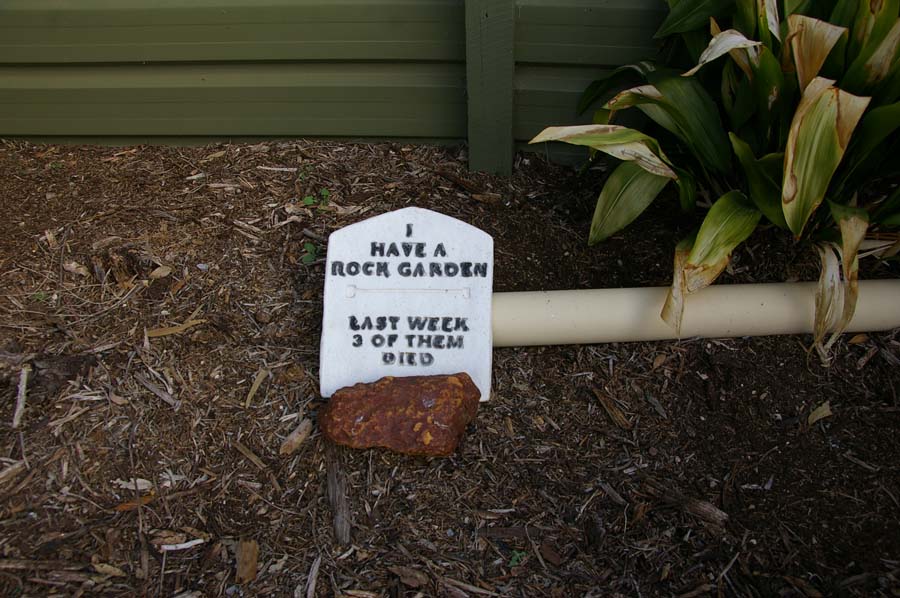 I
HAVE A
ROCK GARDEN
LAST WEEK
3 OF THEM
DIED